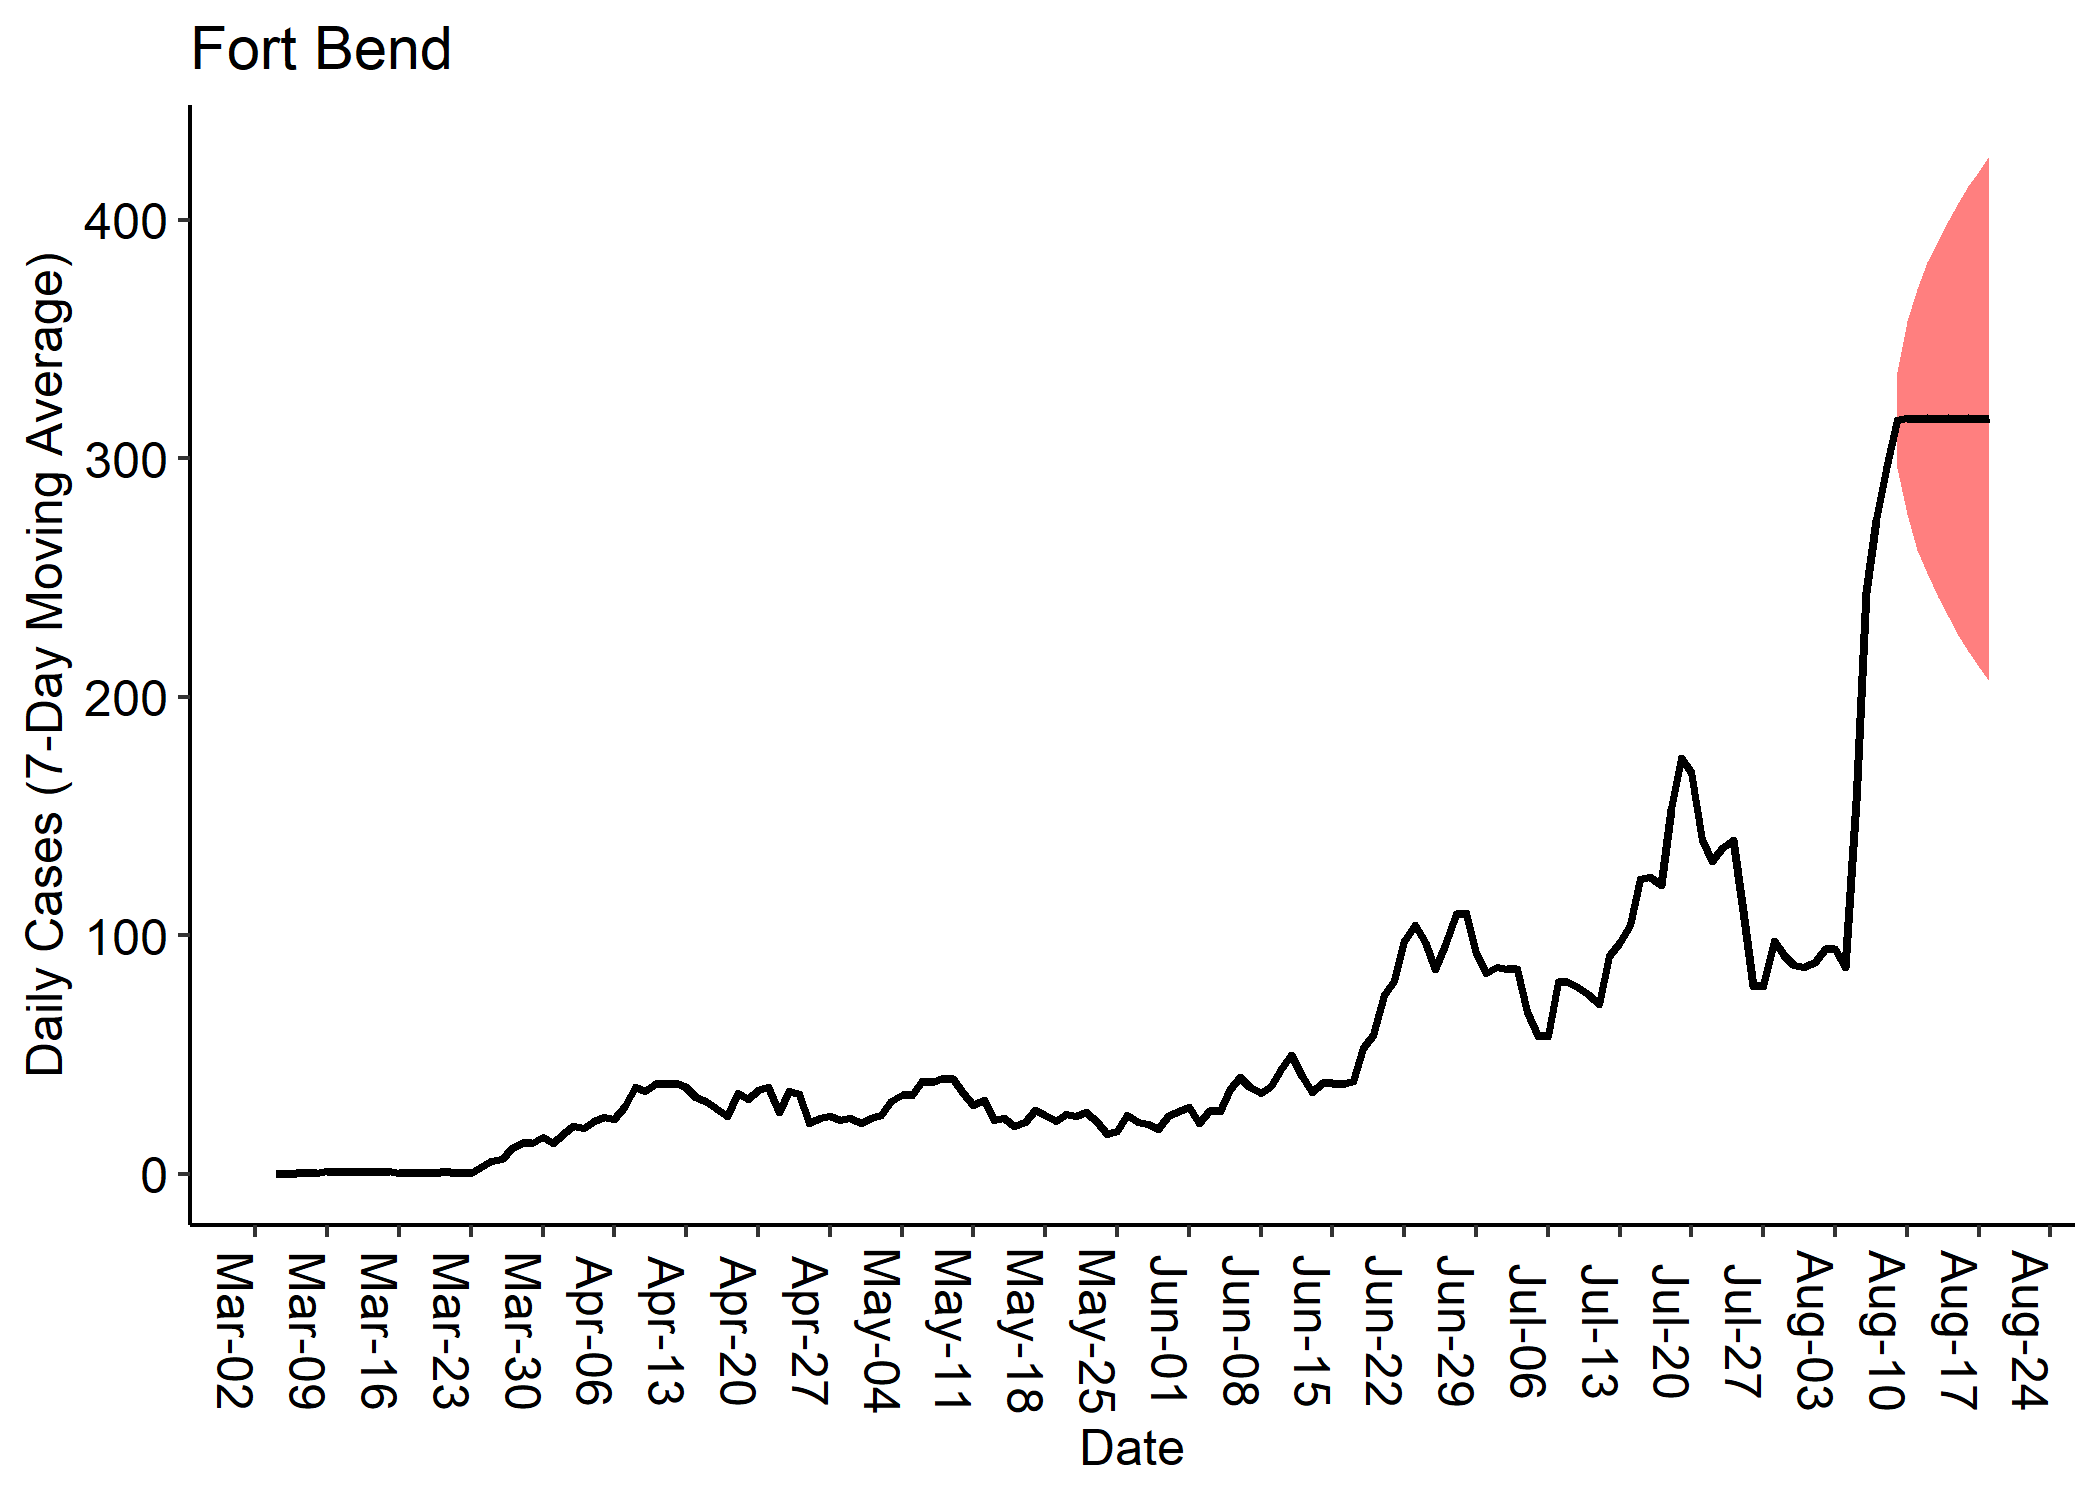 Fort Bend
Daily Cases (7-Day Moving Average)
400
300
200
100
0
Mar-02
Mar-09
Mar-16
Mar-23
Mar-30
Apr-06
Apr-13
Apr-20
Apr-27
May-04
May-11
May-18
May-25
Jun-01
Jun-08
Jun-15
Jun-22
Jun-29
Jul-06
Jul-13
Jul-20
Jul-27
Aug-03
Aug-10
Aug-17
Aug-24
Date